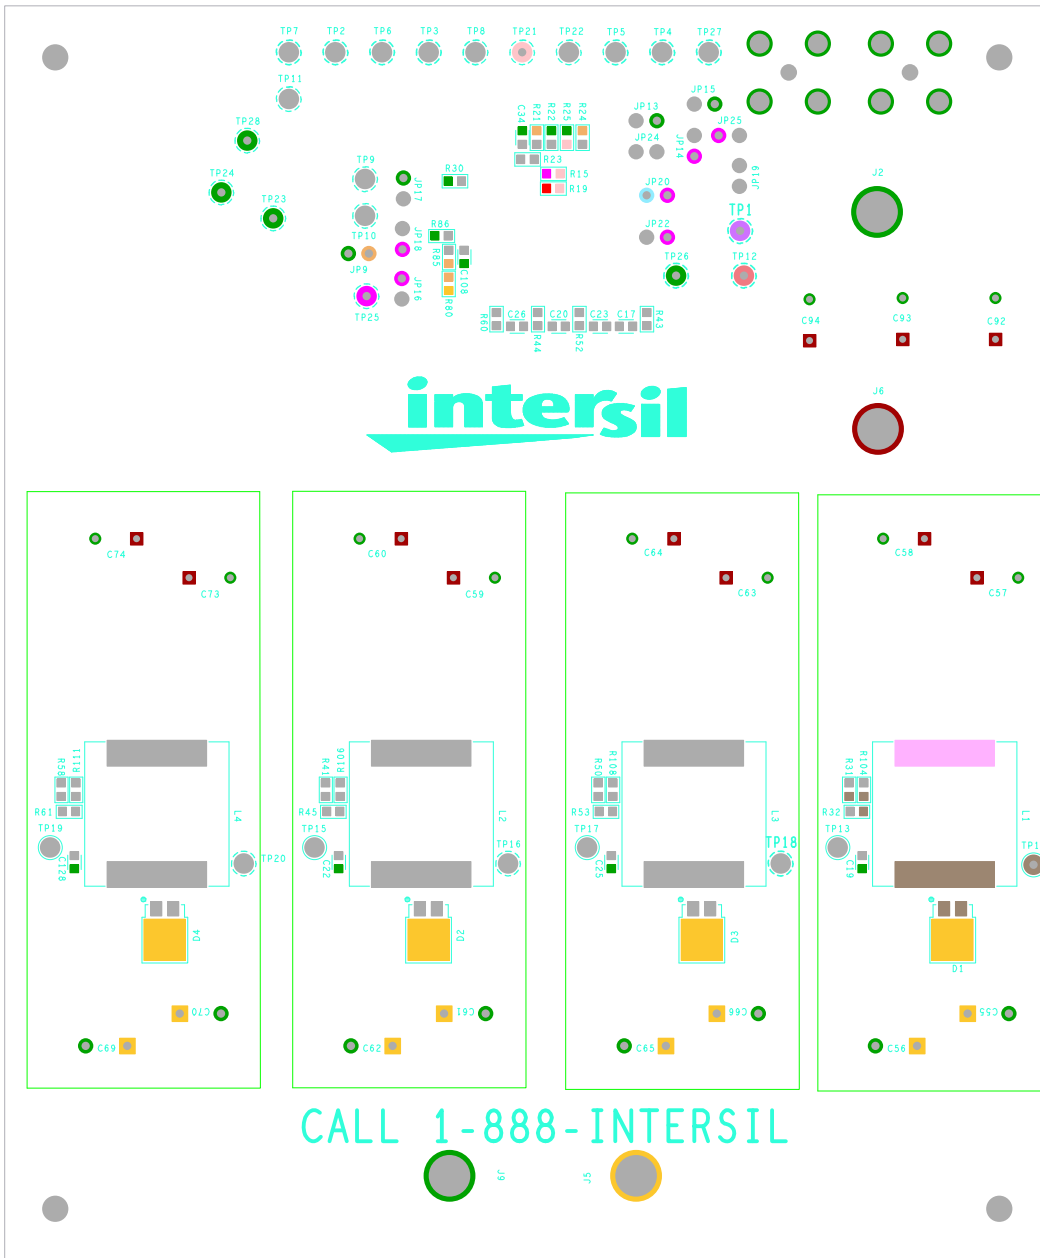 TP7 TP2 TP6 TP3 TP8 TP21 TP22 TP5 TP4 TP27
TP11
JP15
C34 R21 R22 R25 R24
JP13
JP25
TP28
JP24
JP14
R23
TP9
R30
R15
JP19
TP24
JP17
R19
JP20
J2
TP23
TP1
R86
TP10
JP18
R85
JP22
JP9
TP26
TP12
C108
JP16
TP25
R80
C94
C93
C92
R60
C26
C20
C23
C17
R43
R44
R52
intersil
J6
C74
C60
C64
C58
C73
C59
C63
C57
R58 R111
R41 R106
R50 R108
R31 R104
R61
L4
R45
L2
R53
L3
R32
L1
TP19
TP15
TP17
TP13
C128
TP20
C22
TP16
C25
TP18
C19
TP1
D4
D2
D3
D1
C70
C61
C66
C55
C69
C62
C65
C56
CALL 1-888-INTERSIL
J9
J5